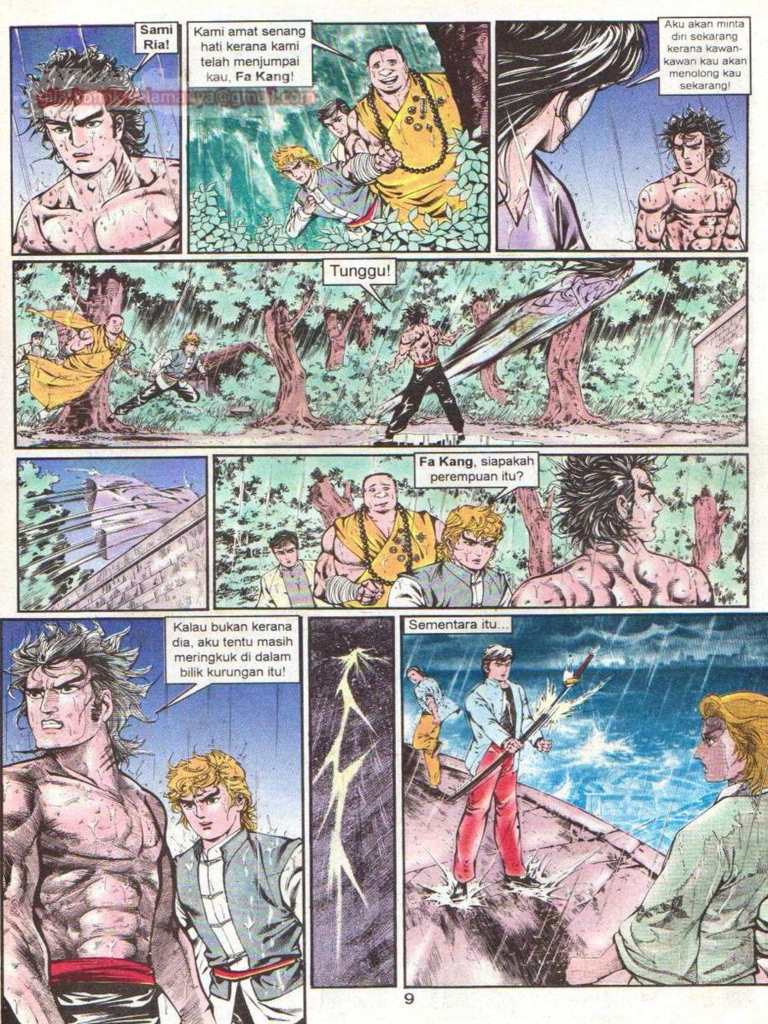 Sami
Ria!
Kami amat senang
hati kerana kami
telah menjumpai
kau, Fa Kang!
Aku akan minta
diri sekarang
kerana kawan-
kawan kau akan
menolong kau
sekarang!
Tunggu!
Fa Kang, siapakah
perempuan itu?
Kalau bukan kerana
dia, aku tentu masih
meringkuk di dalam
bilik kurungan itu!
Sementara itu...
9